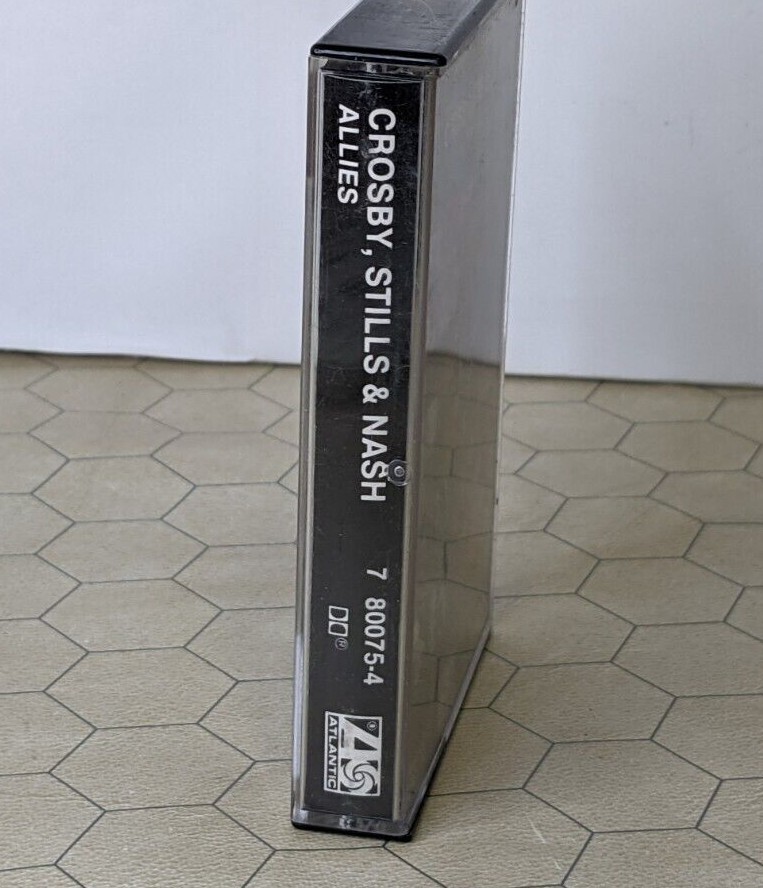 CROSBY, STILLS & NASH 7 80075-4
ALLIES
ATLANTIC